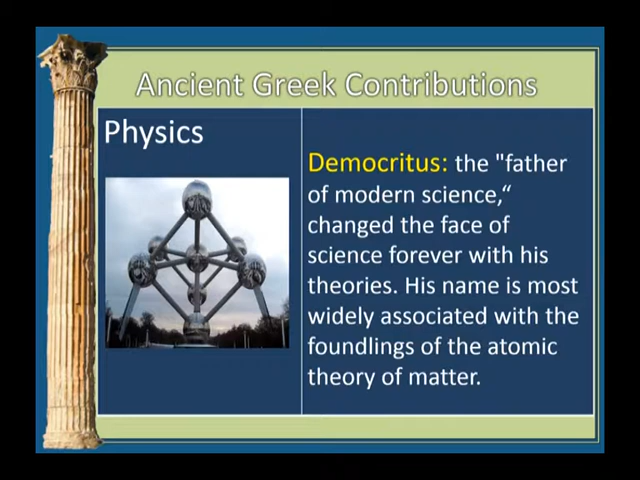 Ancient Greek Contributions
Physics
Democritus: the "father
of modern science,“
changed the face of
science forever with his
theories. His name is most
widely associated with the
foundlings of the atomic
theory of matter.